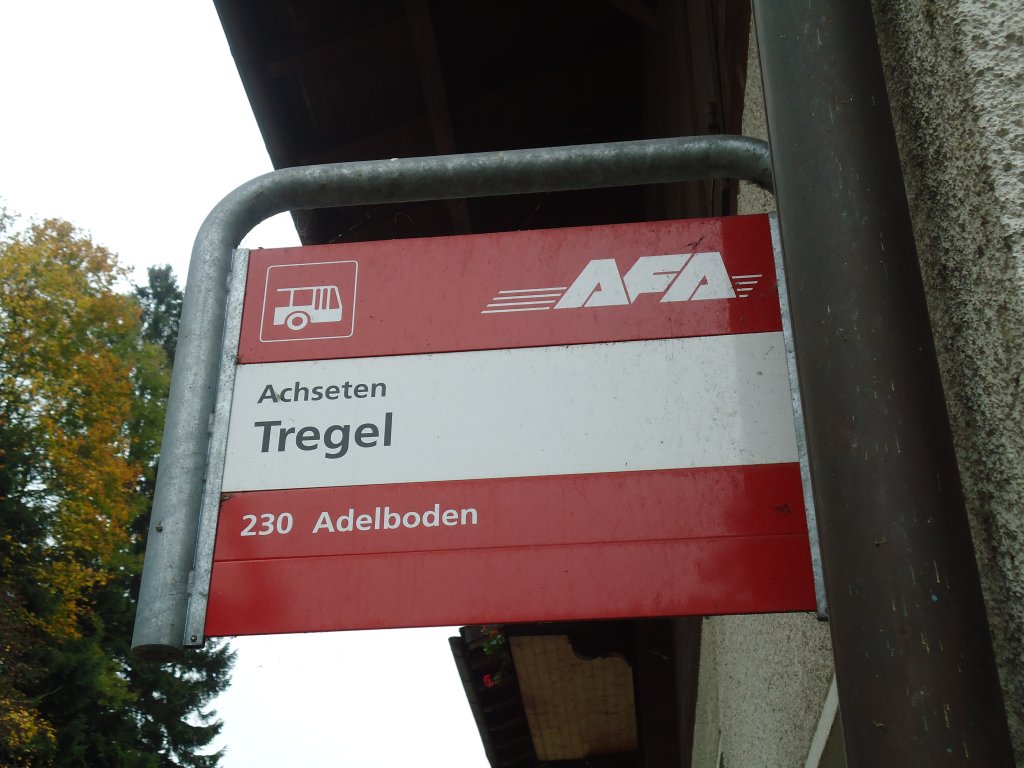 AFA
Achseten
Tregel
230 Adelboden